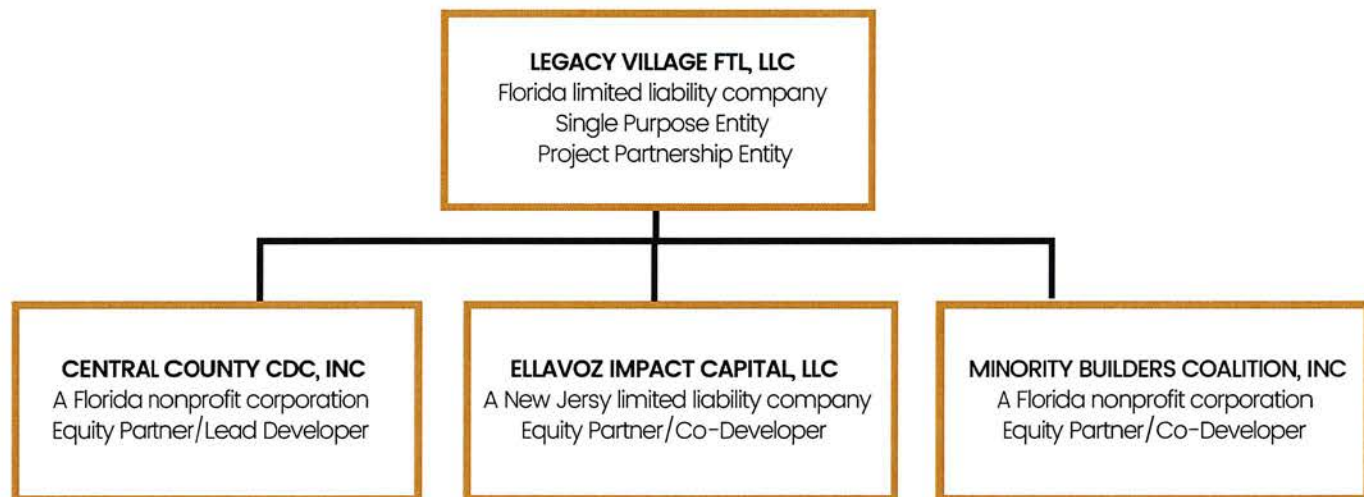 LEGACY VILLAGE FTL, LLC
Florida limited liability company
Single Purpose Entity
Project Partnership Entity
CENTRAL COUNTY CDC, INC
A Florida nonprofit corporation
Equity Partner/Lead Developer
ELLAVOZ IMPACT CAPITAL, LLC
A New Jersy limited liability company
Equity Partner/Co-Developer
MINORITY BUILDERS COALITION, INC
A Florida nonprofit corporation
Equity Partner/Co-Developer